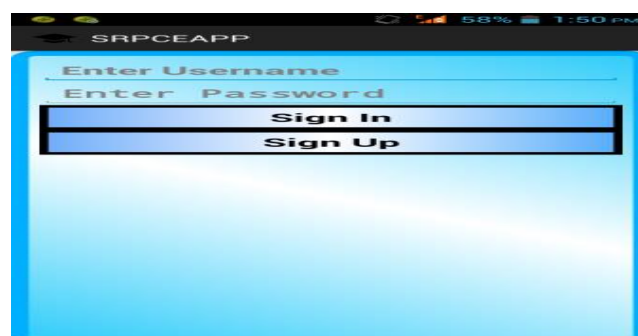 58% 1:50 PM
SRPCEAPP
Enter Username
Enter Password
Sign In
Sign Up